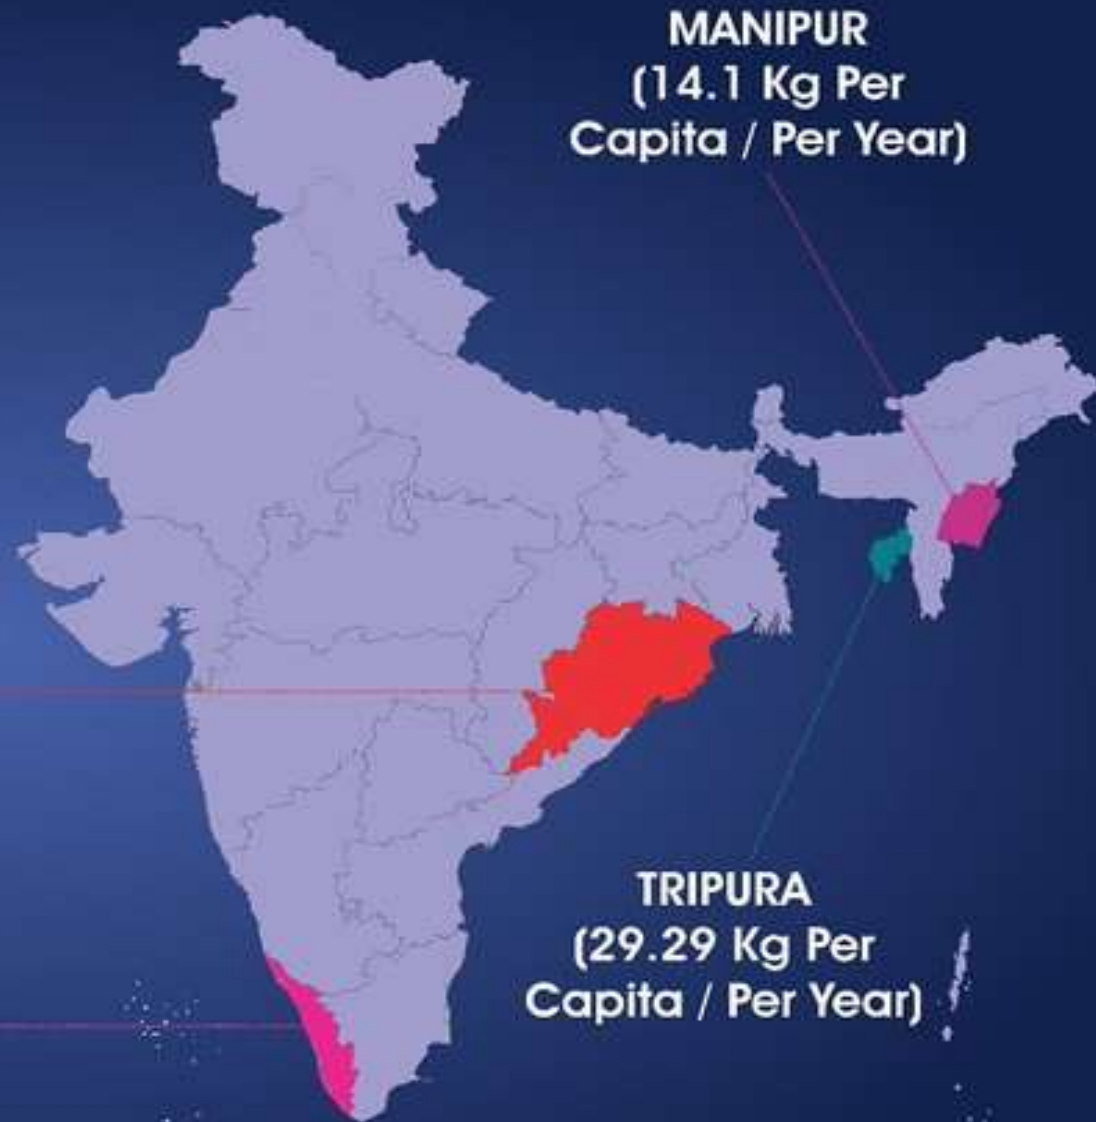 MANIPUR
(14.1 Kg Per
Capita / Per Year)
TRIPURA
(29.29 Kg Per
Capita / Per Year)